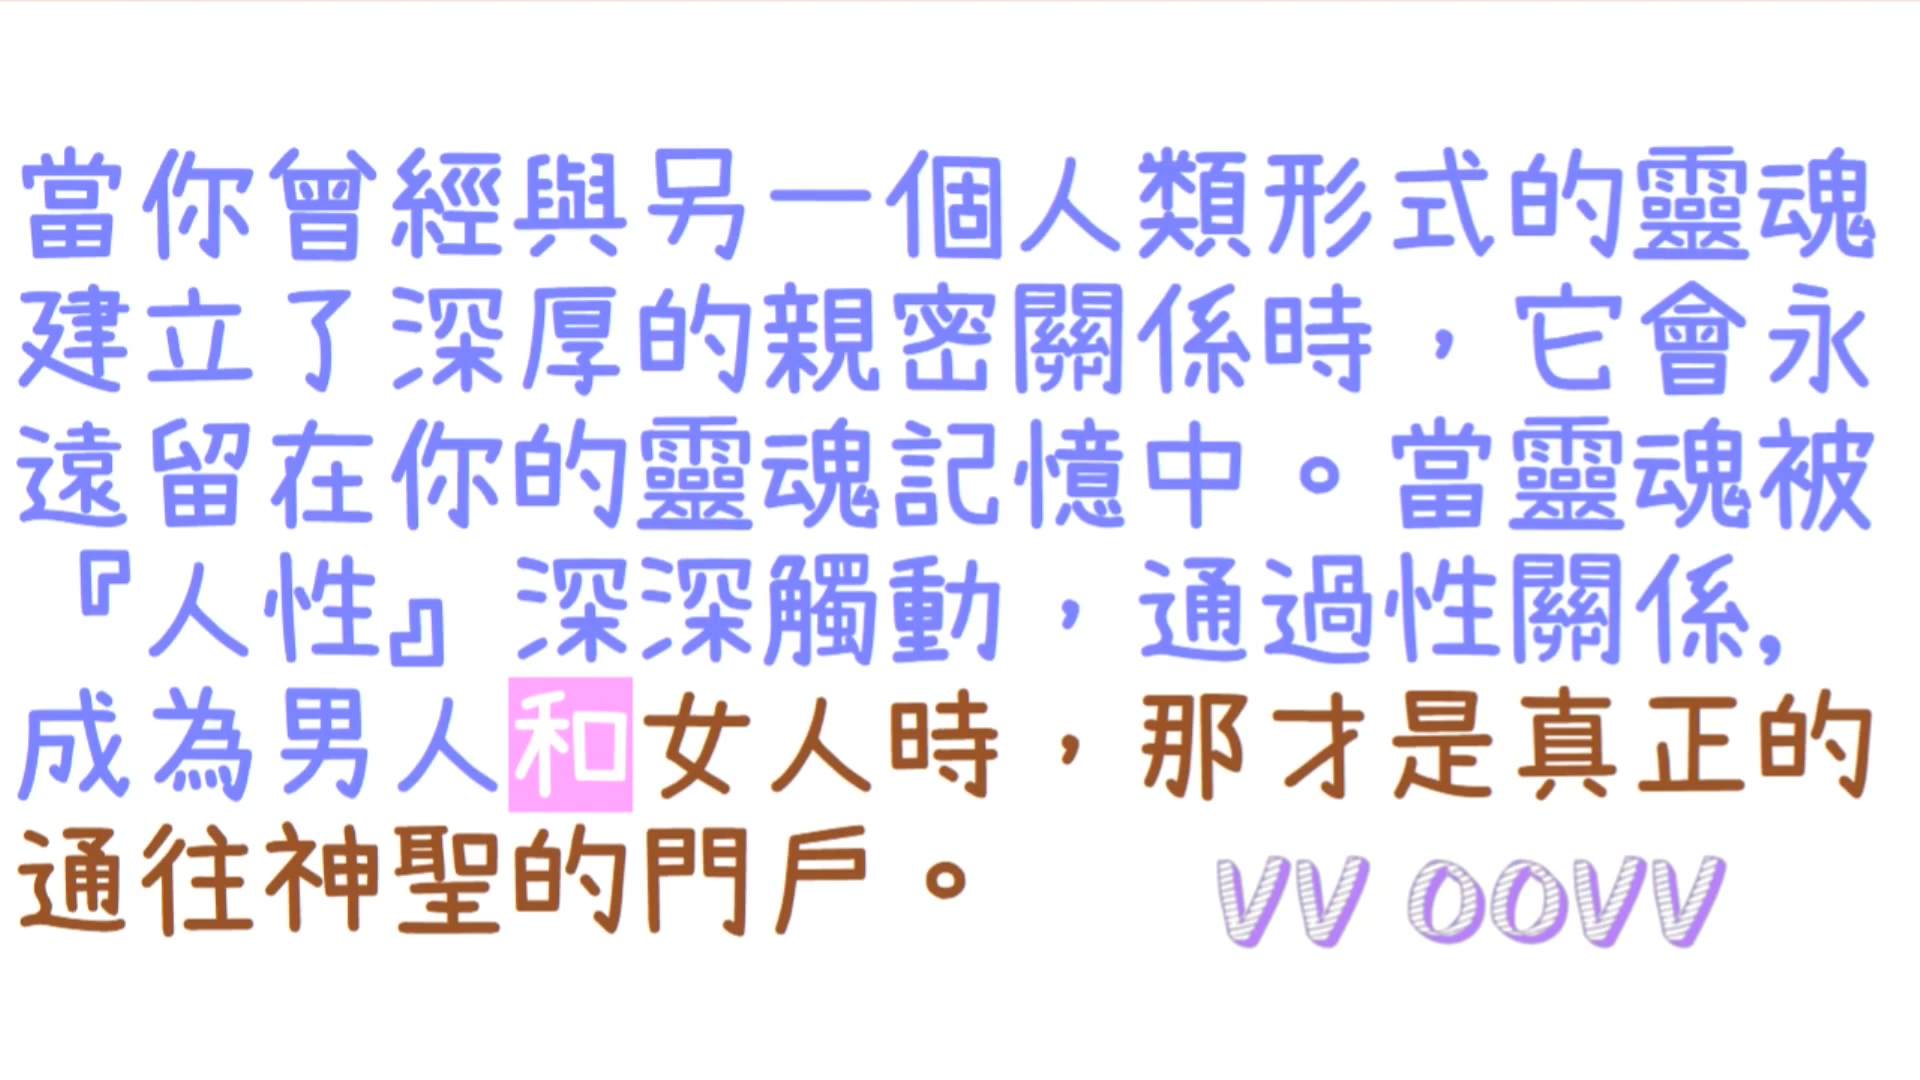 當你曾經與另一個人類形式的靈魂
建立了深厚的親密關係時，它會永
遠留在你的靈魂記憶中。當靈魂被
『人性』深深觸動，通過性關係,
成為男人和女人時，那才是真正的
通往神聖的門戶。
VV OOVV